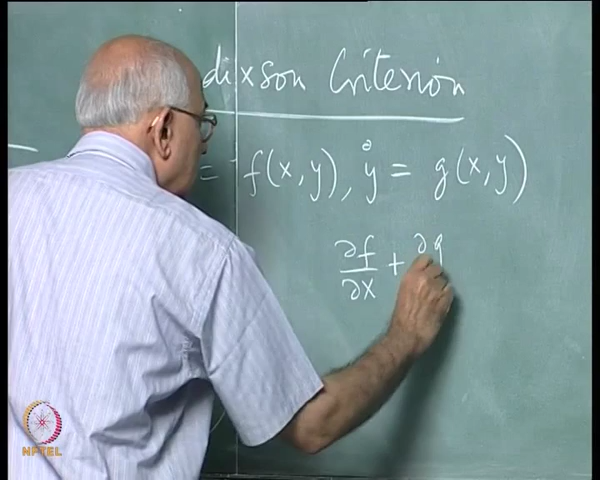 dixson Criterion
= f(x,y), ẏ = g(x,y))
∂f/∂x + ∂g
NPTEL